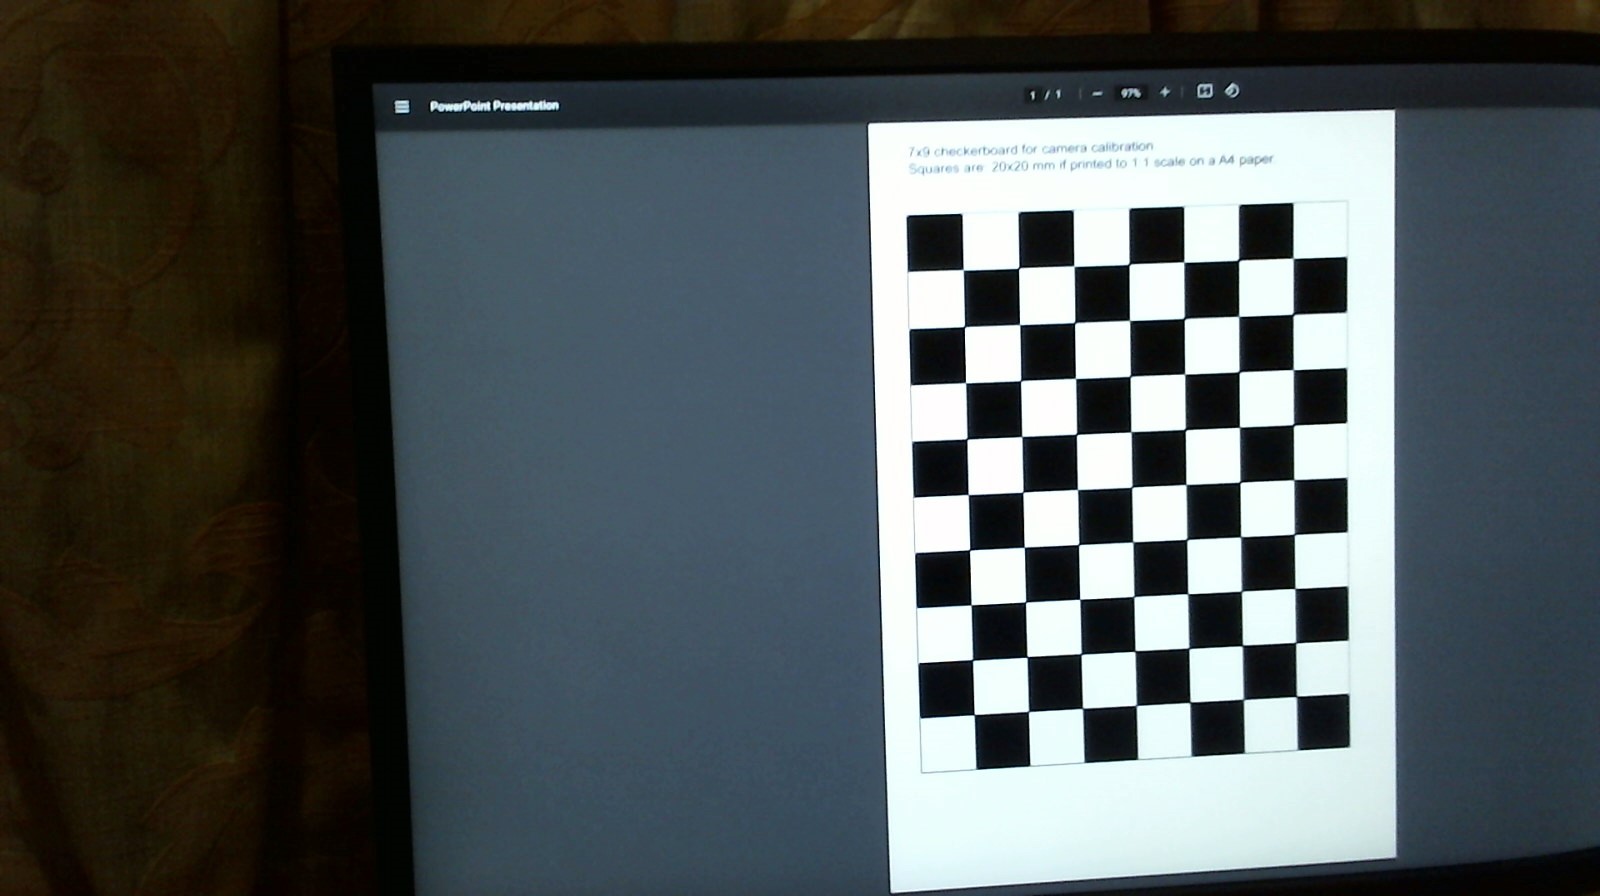 PowerPoint Presentation
1 / 1
97%
7x9 checkerboard for camera calibration
Squares are 20x20 mm if printed to 1:1 scale on a A4 paper